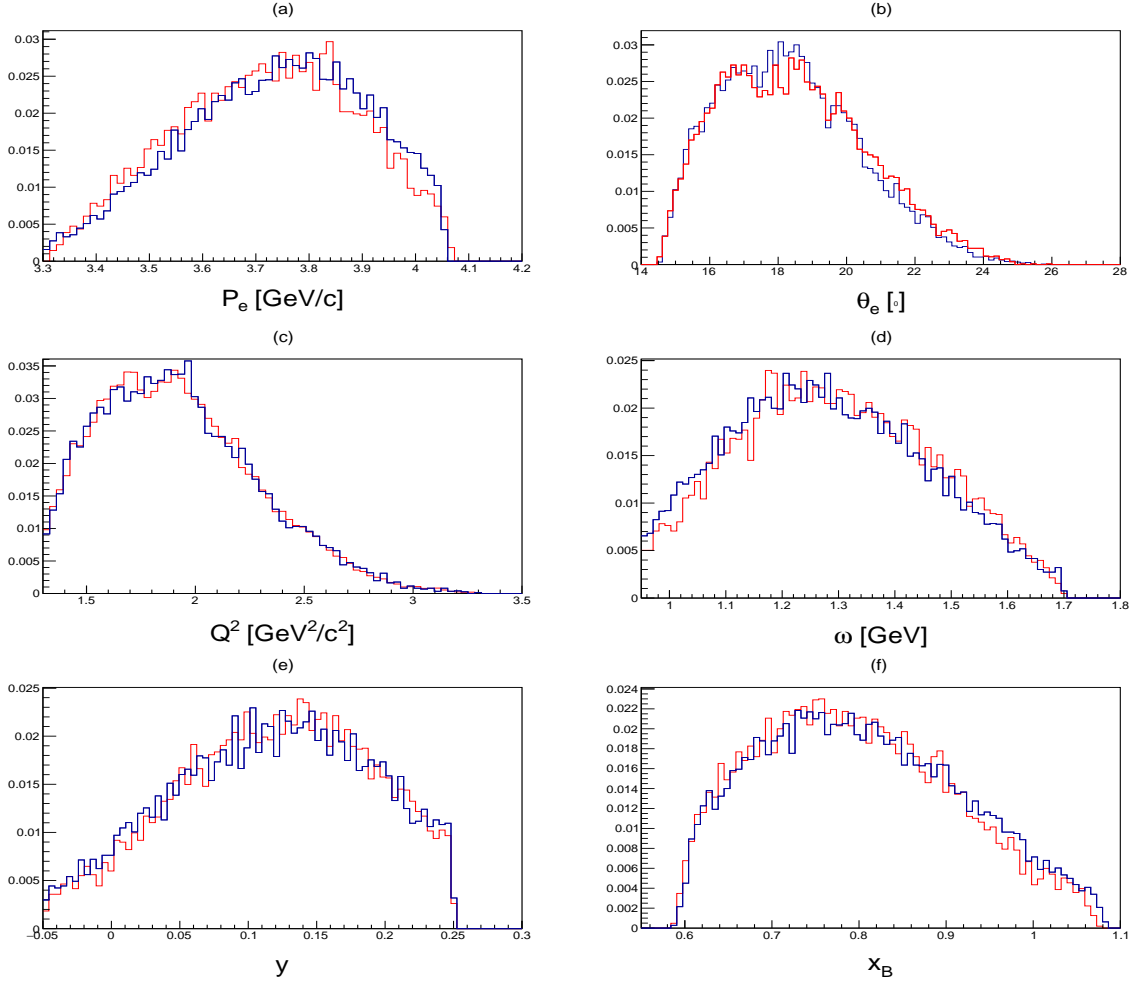 (a)
0.03
0.025
0.02
0.015
0.01
0.005
0
3.3 3.4 3.5 3.6 3.7 3.8 3.9 4 4.1 4.2
P_e [GeV/c]
(b)
0.03
0.025
0.02
0.015
0.01
0.005
0
14 16 18 20 22 24 26 28
θ_e [°]
(c)
0.035
0.03
0.025
0.02
0.015
0.01
0.005
0
1.5 2 2.5 3 3.5
Q² [GeV²/c²]
(d)
0.025
0.02
0.015
0.01
0.005
0
1 1.1 1.2 1.3 1.4 1.5 1.6 1.7 1.8
ω [GeV]
(e)
0.025
0.02
0.015
0.01
0.005
0
−0.05 0 0.05 0.1 0.15 0.2 0.25 0.3
y
(f)
0.024
0.022
0.02
0.018
0.016
0.014
0.012
0.01
0.008
0.006
0.004
0.002
0
0.6 0.7 0.8 0.9 1 1.1
x_B